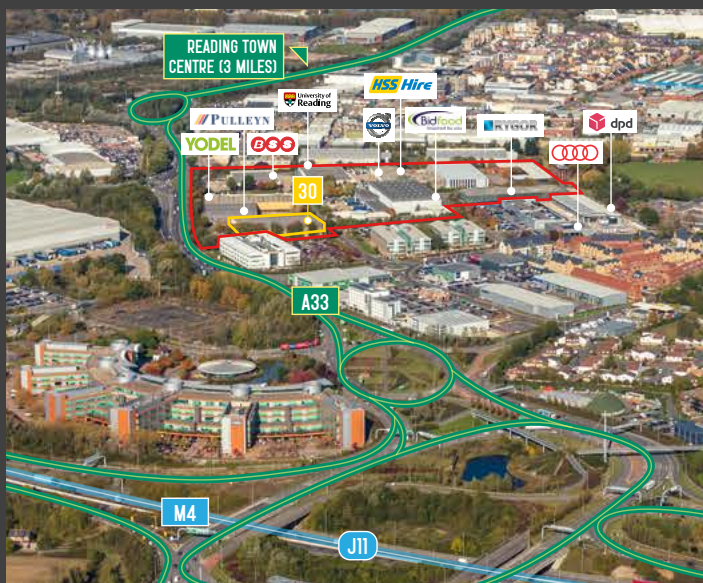 READING TOWN
CENTRE (3 MILES)
University of
Reading
HSS Hire
PULLEYN
VOLVO
Bidfood
RYGOR
dpd
YODEL
BSS
30
A33
M4
J11